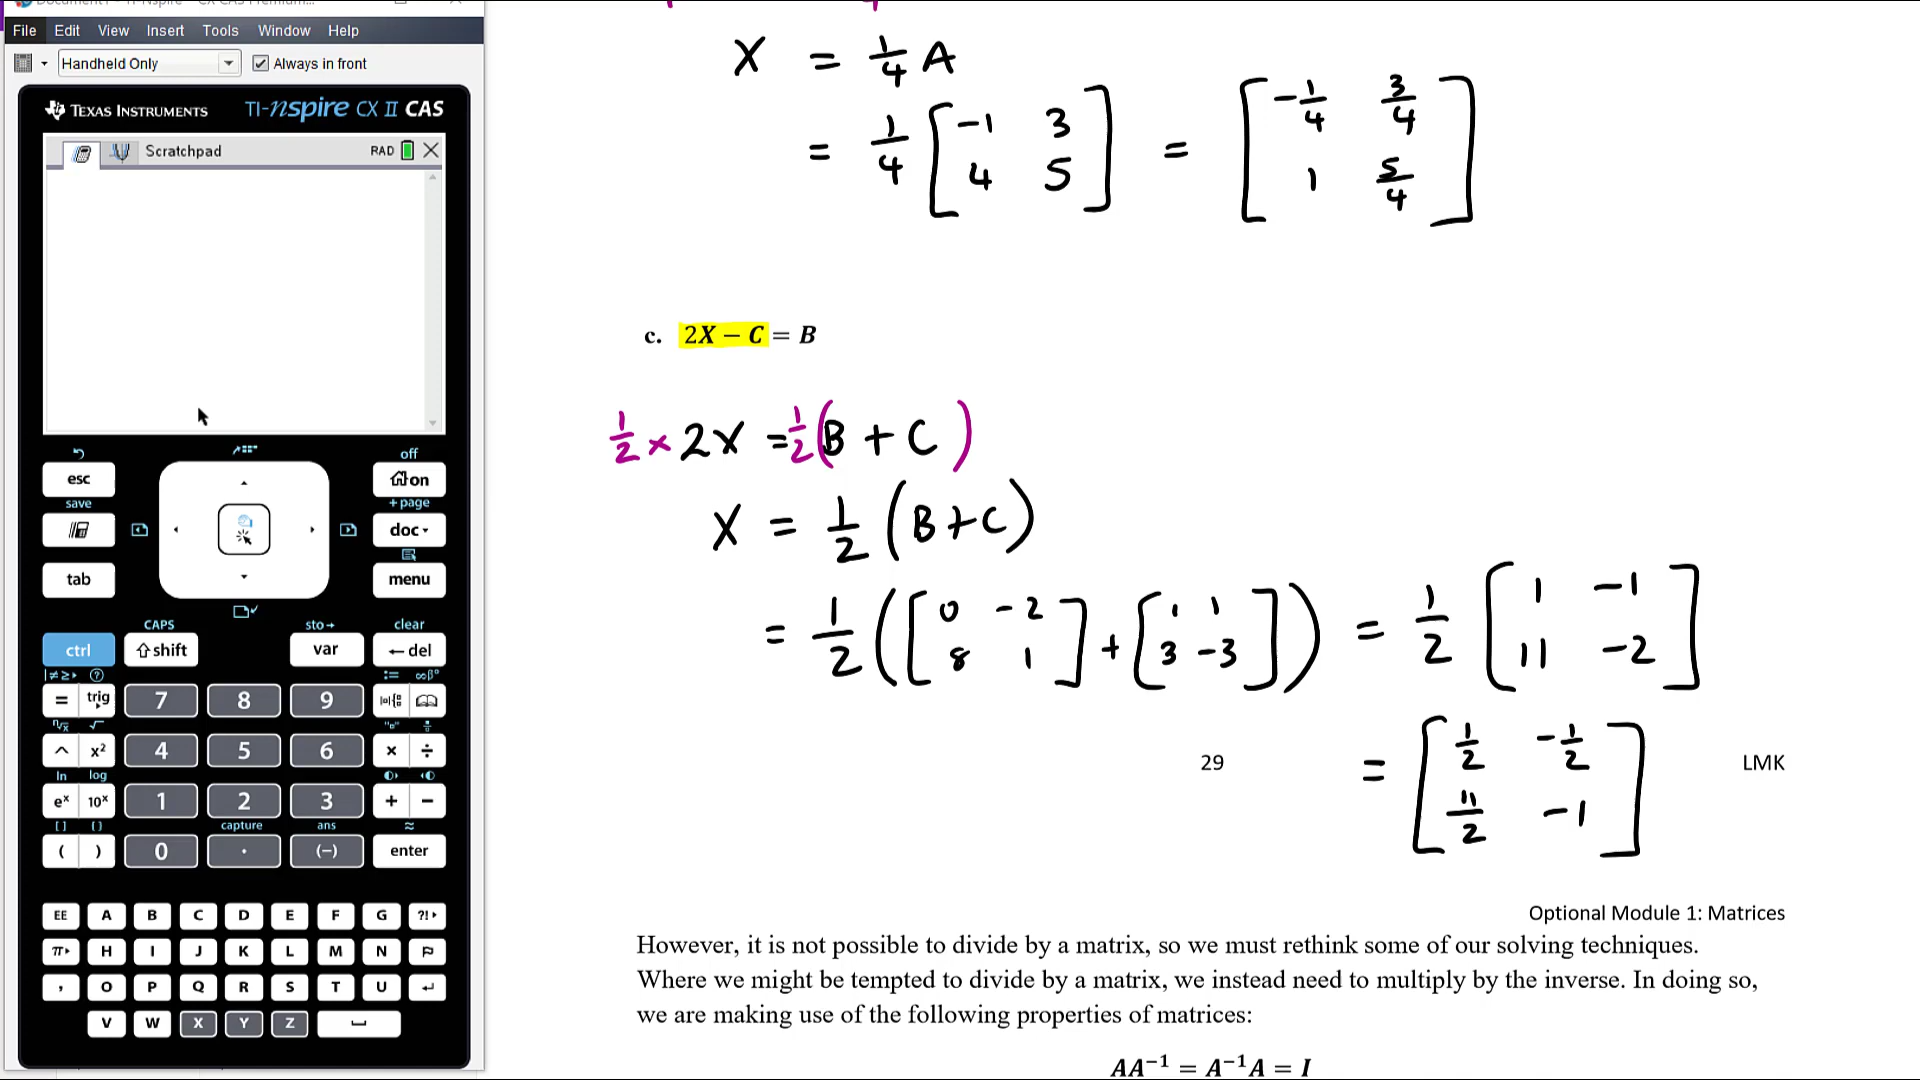 File Edit View Insert Tools Window Help
Handheld Only Always in front
TEXAS INSTRUMENTS TI-nspire CX II CAS
Scratchpad RAD
off
esc on
save + page
doc
tab menu
CAPS sto→ clear
ctrl ⇧shift var ←del
|≠≥▸ ? := ∞β°
= trig 7 8 9
ⁿ√x √
^ x² 4 5 6 × ÷
ln log
eˣ 10ˣ 1 2 3 + −
[ ] { } capture ans ≈
( ) 0 . (−) enter
EE A B C D E F G ?!▸
π▸ H I J K L M N
, O P Q R S T U ↵
V W X Y Z
X = 1/4 A
= 1/4 [-1 3; 4 5] = [-1/4 3/4; 1 5/4]
c. 2X − C = B
1/2 × 2X = 1/2 (B + C)
X = 1/2 (B+C)
= 1/2 ([0 -2; 8 1] + [1 1; 3 -3]) = 1/2 [1 -1; 11 -2]
= [1/2 -1/2; 11/2 -1]
29 LMK
Optional Module 1: Matrices
However, it is not possible to divide by a matrix, so we must rethink some of our solving techniques.
Where we might be tempted to divide by a matrix, we instead need to multiply by the inverse. In doing so,
we are making use of the following properties of matrices:
AA⁻¹ = A⁻¹A = I